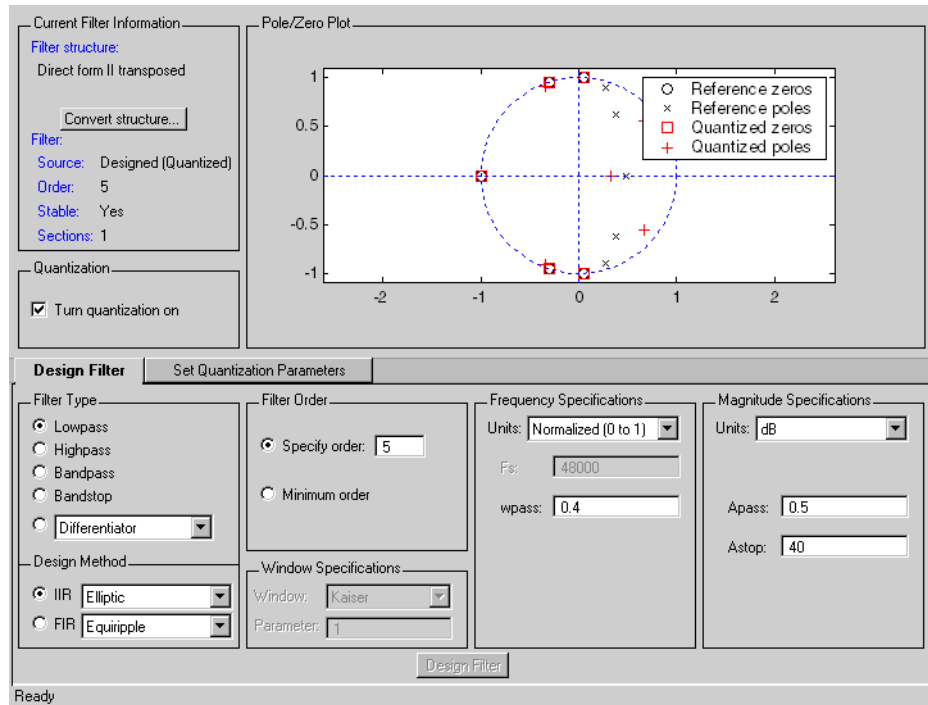 Current Filter Information
Filter structure:
Direct form II transposed
Convert structure...
Filter:
Source: Designed (Quantized)
Order: 5
Stable: Yes
Sections: 1
Quantization
Turn quantization on
Pole/Zero Plot
1
0.5
0
-0.5
-1
-2 -1 0 1 2
Reference zeros
Reference poles
Quantized zeros
Quantized poles
Design Filter
Set Quantization Parameters
Filter Type
Lowpass
Highpass
Bandpass
Bandstop
Differentiator
Design Method
IIR Elliptic
FIR Equiripple
Filter Order
Specify order: 5
Minimum order
Window Specifications
Window: Kaiser
Parameter: 1
Frequency Specifications
Units: Normalized (0 to 1)
Fs: 48000
wpass: 0.4
Magnitude Specifications
Units: dB
Apass: 0.5
Astop: 40
Design Filter
Ready